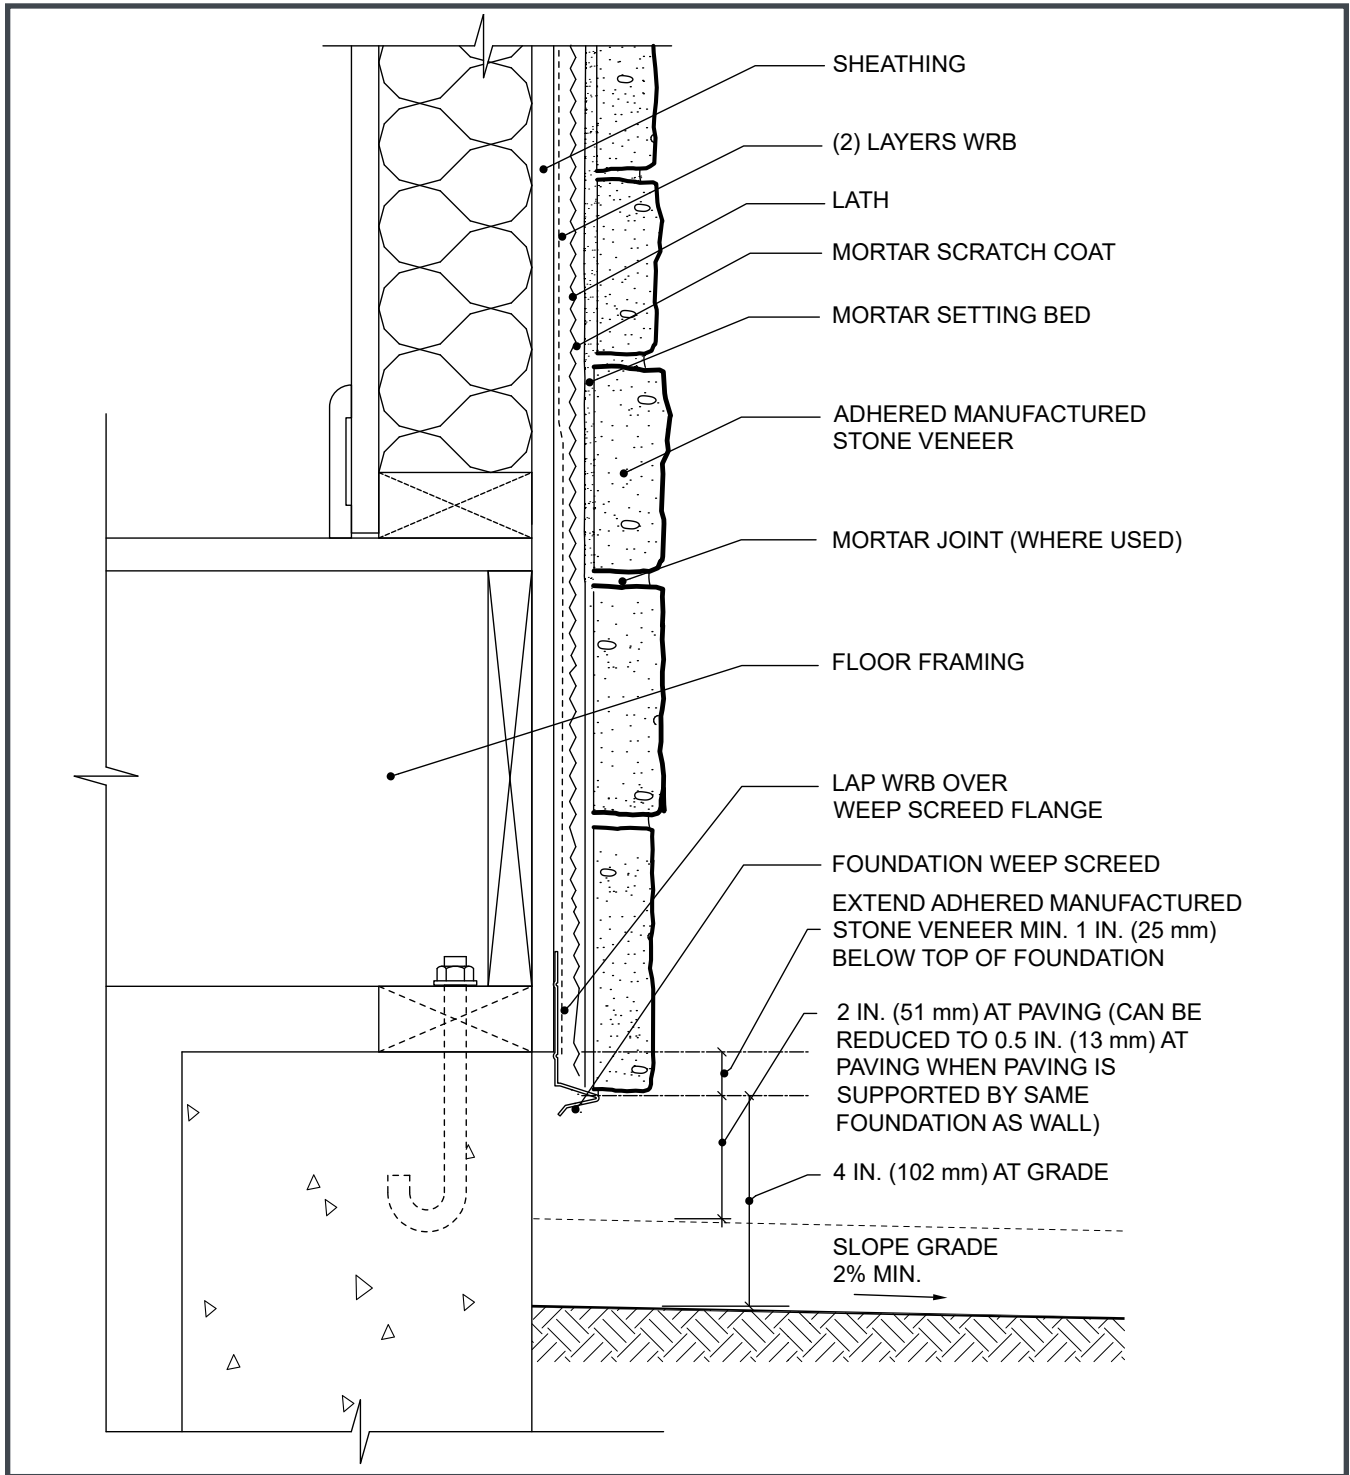 SHEATHING
(2) LAYERS WRB
LATH
MORTAR SCRATCH COAT
MORTAR SETTING BED
ADHERED MANUFACTURED
STONE VENEER
MORTAR JOINT (WHERE USED)
FLOOR FRAMING
LAP WRB OVER
WEEP SCREED FLANGE
FOUNDATION WEEP SCREED
EXTEND ADHERED MANUFACTURED
STONE VENEER MIN. 1 IN. (25 mm)
BELOW TOP OF FOUNDATION
2 IN. (51 mm) AT PAVING (CAN BE
REDUCED TO 0.5 IN. (13 mm) AT
PAVING WHEN PAVING IS
SUPPORTED BY SAME
FOUNDATION AS WALL)
4 IN. (102 mm) AT GRADE
SLOPE GRADE
2% MIN.